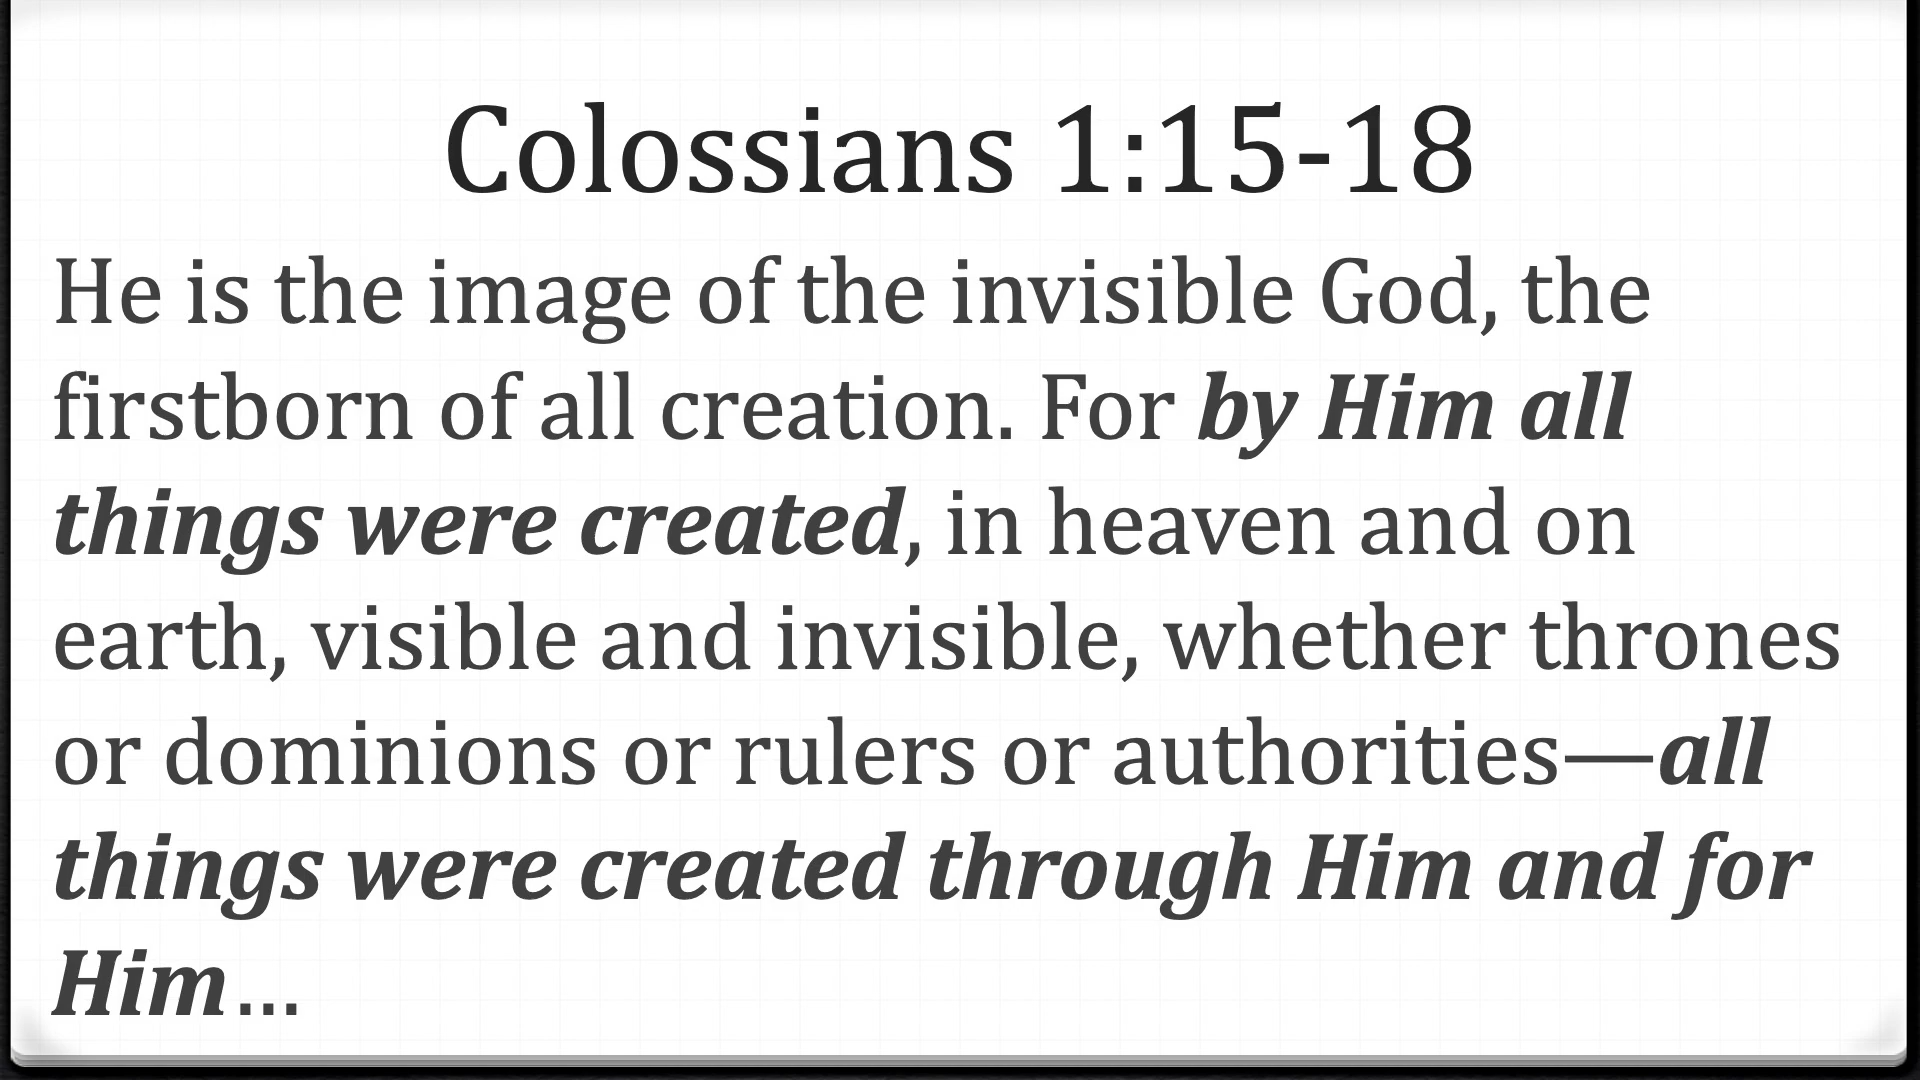 Colossians 1:15-18
He is the image of the invisible God, the
firstborn of all creation. For by Him all
things were created, in heaven and on
earth, visible and invisible, whether thrones
or dominions or rulers or authorities—all
things were created through Him and for
Him…